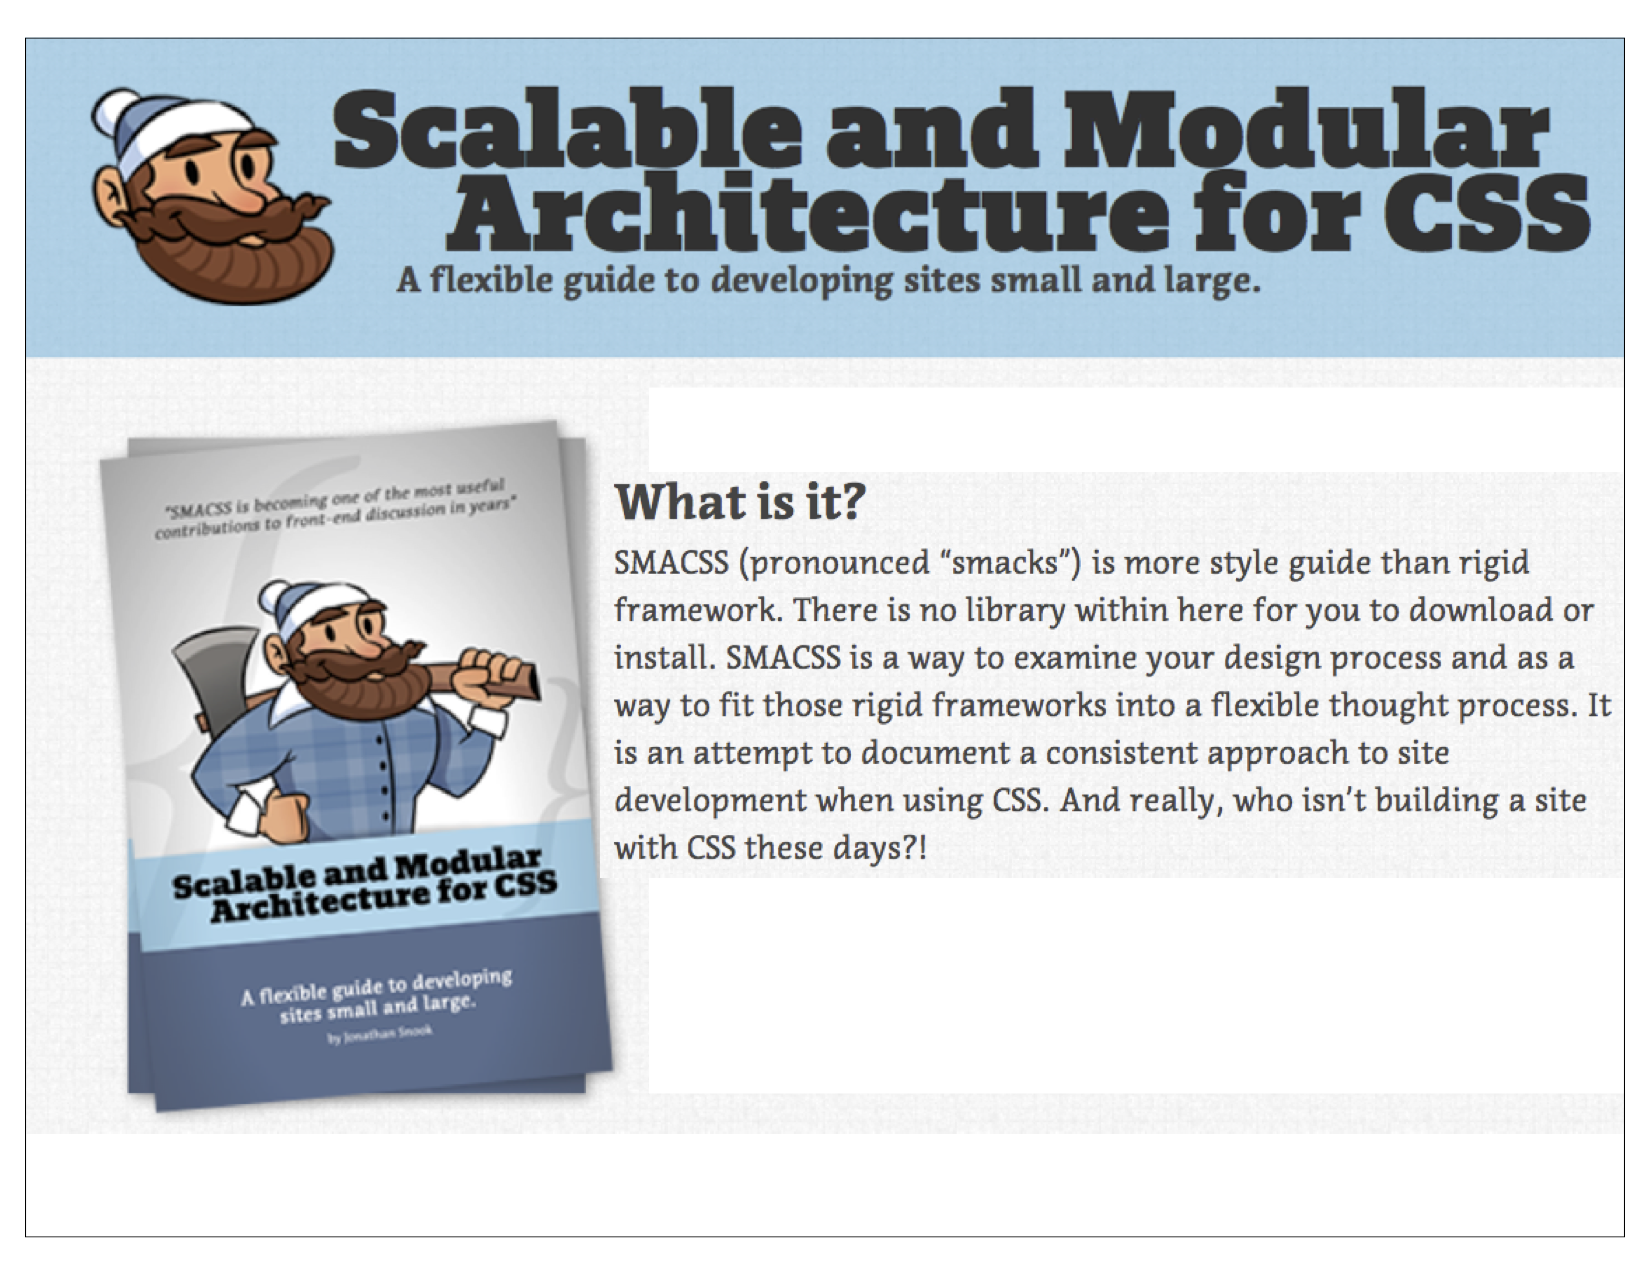 Scalable and Modular
Architecture for CSS
A flexible guide to developing sites small and large.
"SMACSS is becoming one of the most useful
contributions to front-end discussion in years"
Scalable and Modular
Architecture for CSS
A flexible guide to developing
sites small and large.
by Jonathan Snook
What is it?
SMACSS (pronounced “smacks”) is more style guide than rigid
framework. There is no library within here for you to download or
install. SMACSS is a way to examine your design process and as a
way to fit those rigid frameworks into a flexible thought process. It
is an attempt to document a consistent approach to site
development when using CSS. And really, who isn’t building a site
with CSS these days?!